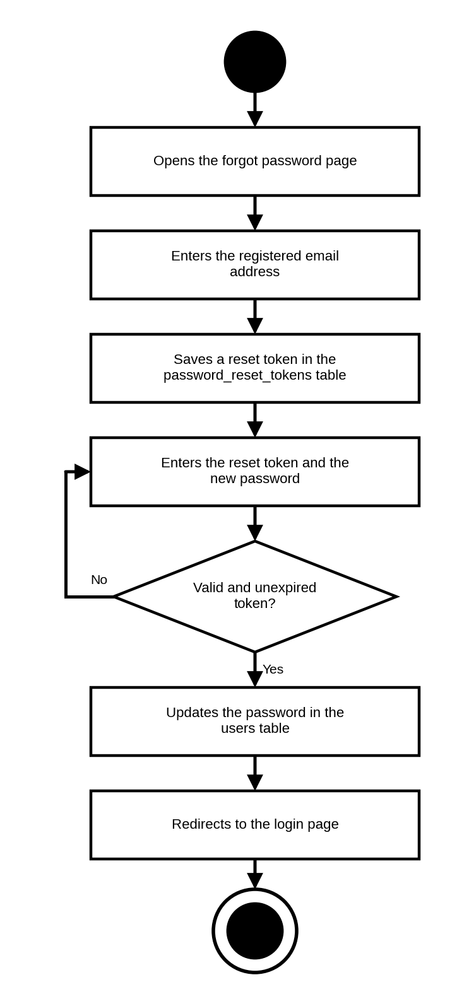 Opens the forgot password page
Enters the registered email
address
Saves a reset token in the
password_reset_tokens table
Enters the reset token and the
new password
No
Valid and unexpired
token?
Yes
Updates the password in the
users table
Redirects to the login page